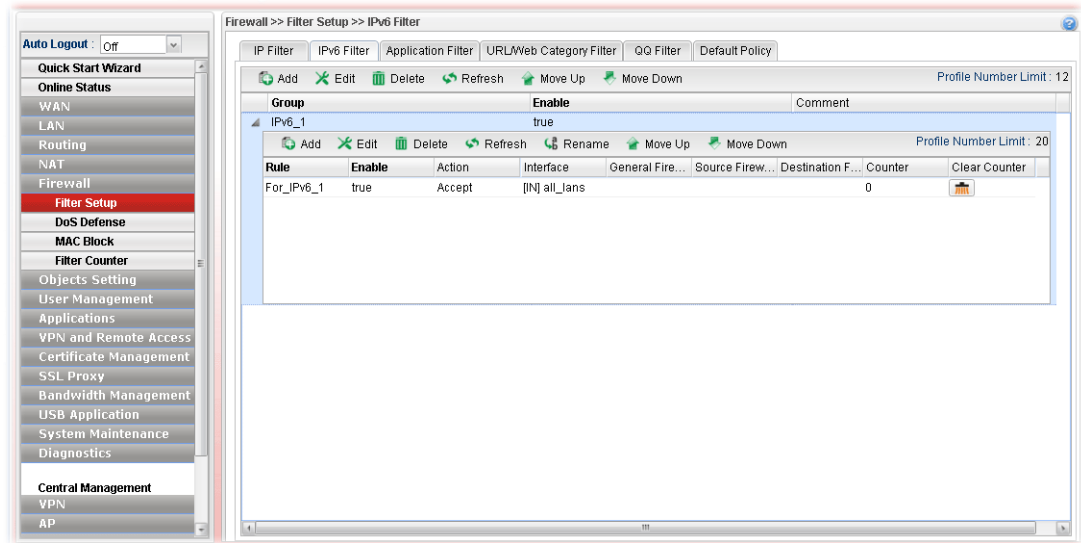 Firewall >> Filter Setup >> IPv6 Filter
Auto Logout : Off
Quick Start Wizard
Online Status
WAN
LAN
Routing
NAT
Firewall
Filter Setup
DoS Defense
MAC Block
Filter Counter
Objects Setting
User Management
Applications
VPN and Remote Access
Certificate Management
SSL Proxy
Bandwidth Management
USB Application
System Maintenance
Diagnostics
Central Management
VPN
AP
IP Filter IPv6 Filter Application Filter URL/Web Category Filter QQ Filter Default Policy
Add Edit Delete Refresh Move Up Move Down Profile Number Limit : 12
Group Enable Comment
IPv6_1 true
Add Edit Delete Refresh Rename Move Up Move Down Profile Number Limit : 20
Rule Enable Action Interface General Fire... Source Firew... Destination F... Counter Clear Counter
For_IPv6_1 true Accept [IN] all_lans 0